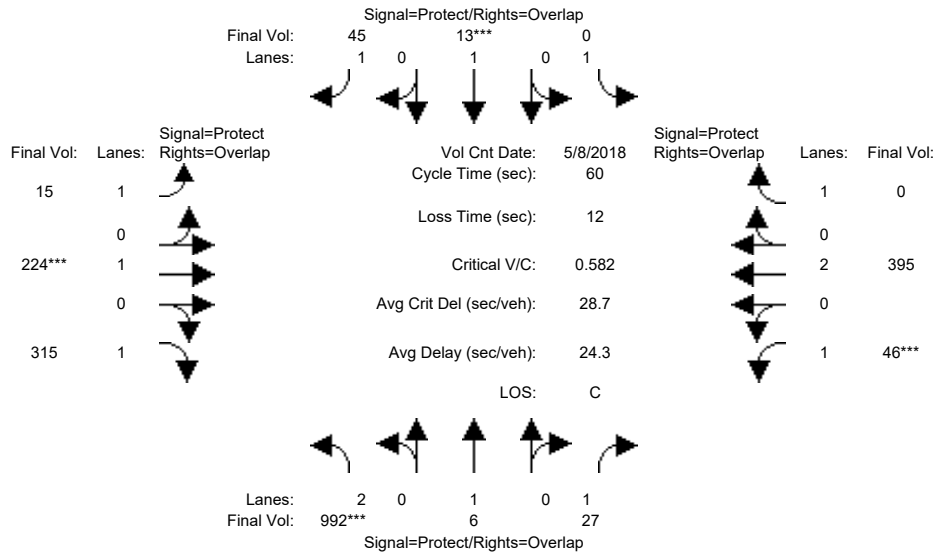 Signal=Protect/Rights=Overlap
Final Vol: 45 13*** 0
Lanes: 1 0 1 0 1
Signal=Protect Signal=Protect
Final Vol: Lanes: Rights=Overlap Vol Cnt Date: 5/8/2018 Rights=Overlap Lanes: Final Vol:
Cycle Time (sec): 60
15 1 1 0
Loss Time (sec): 12
0 0
224*** 1 Critical V/C: 0.582 2 395
0 Avg Crit Del (sec/veh): 28.7 0
315 1 Avg Delay (sec/veh): 24.3 1 46***
LOS: C
Lanes: 2 0 1 0 1
Final Vol: 992*** 6 27
Signal=Protect/Rights=Overlap